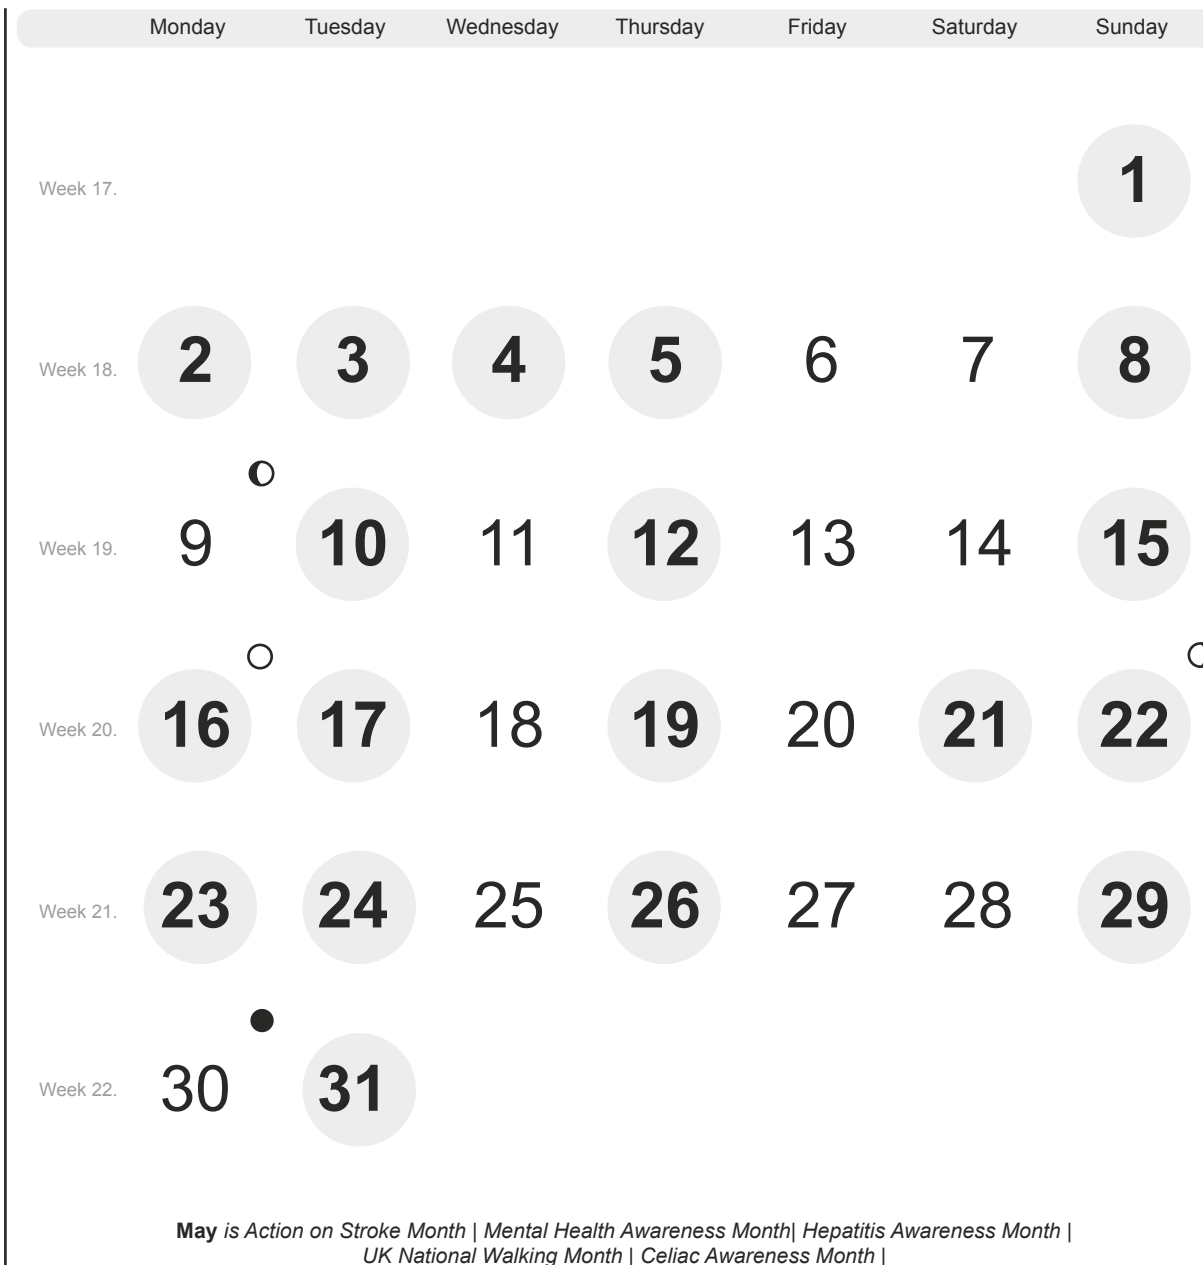 Monday Tuesday Wednesday Thursday Friday Saturday Sunday
Week 17. 1
Week 18. 2 3 4 5 6 7 8
Week 19. 9 10 11 12 13 14 15
Week 20. 16 17 18 19 20 21 22
Week 21. 23 24 25 26 27 28 29
Week 22. 30 31
May is Action on Stroke Month | Mental Health Awareness Month| Hepatitis Awareness Month |
UK National Walking Month | Celiac Awareness Month |